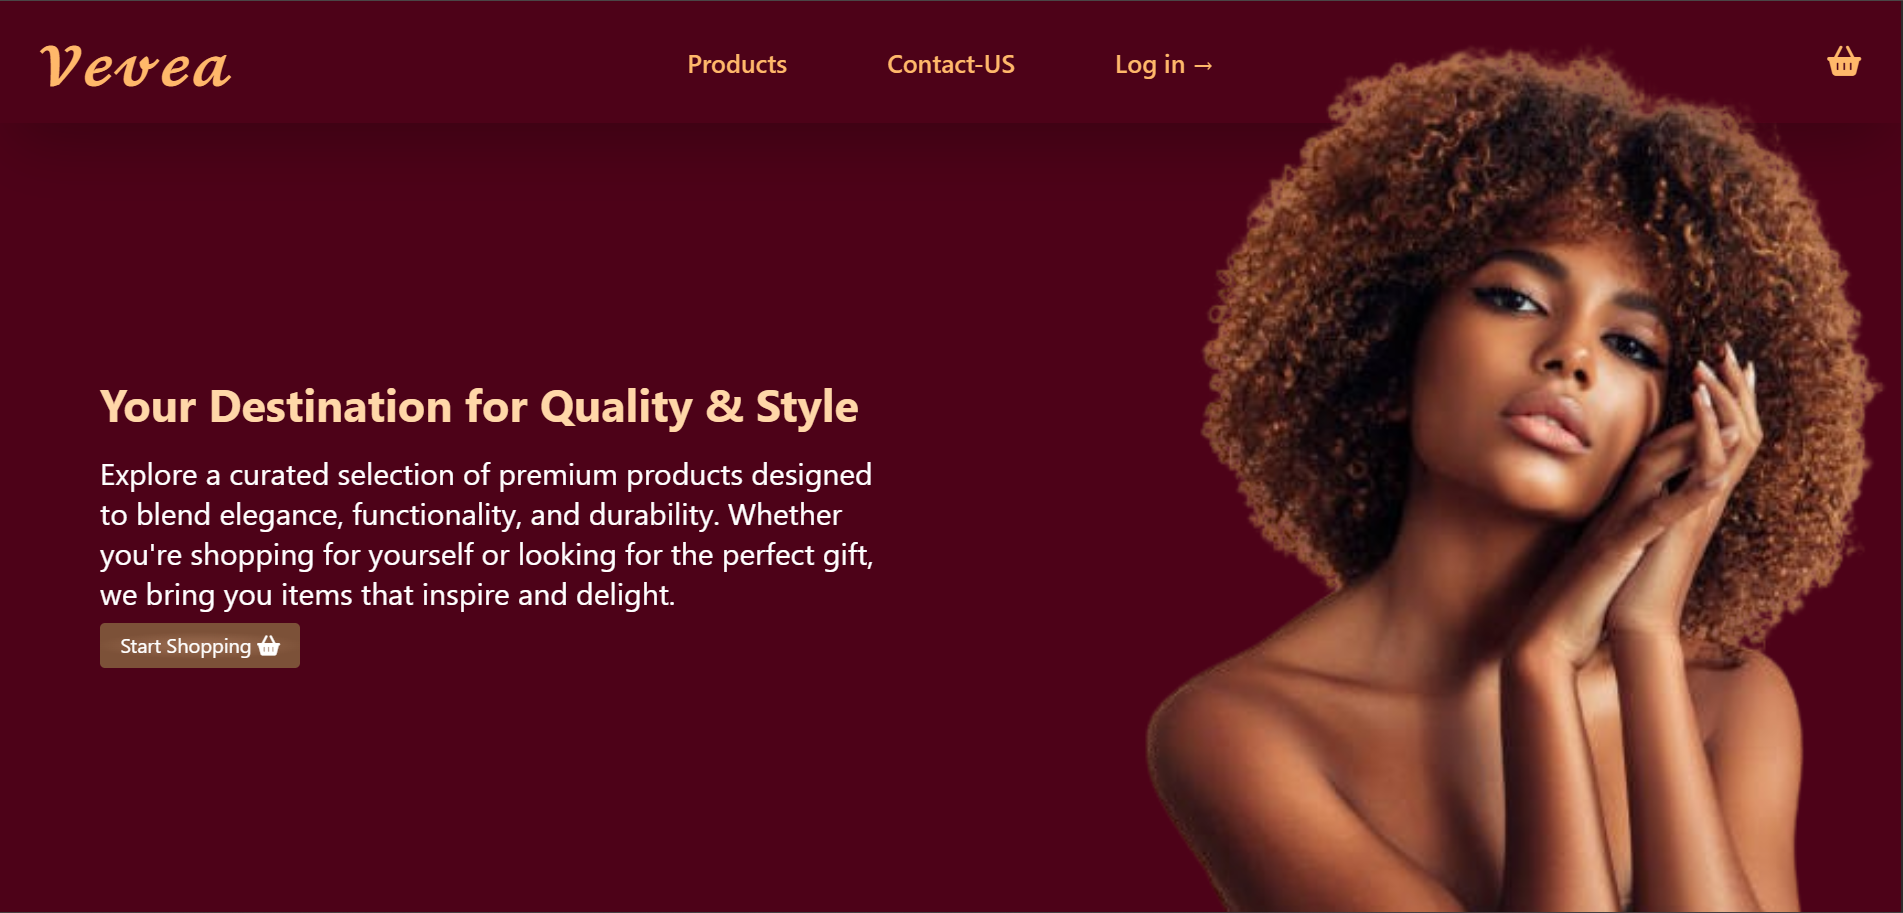 Vevea
Products
Contact-US
Log in →
Your Destination for Quality & Style
Explore a curated selection of premium products designed
to blend elegance, functionality, and durability. Whether
you're shopping for yourself or looking for the perfect gift,
we bring you items that inspire and delight.
Start Shopping